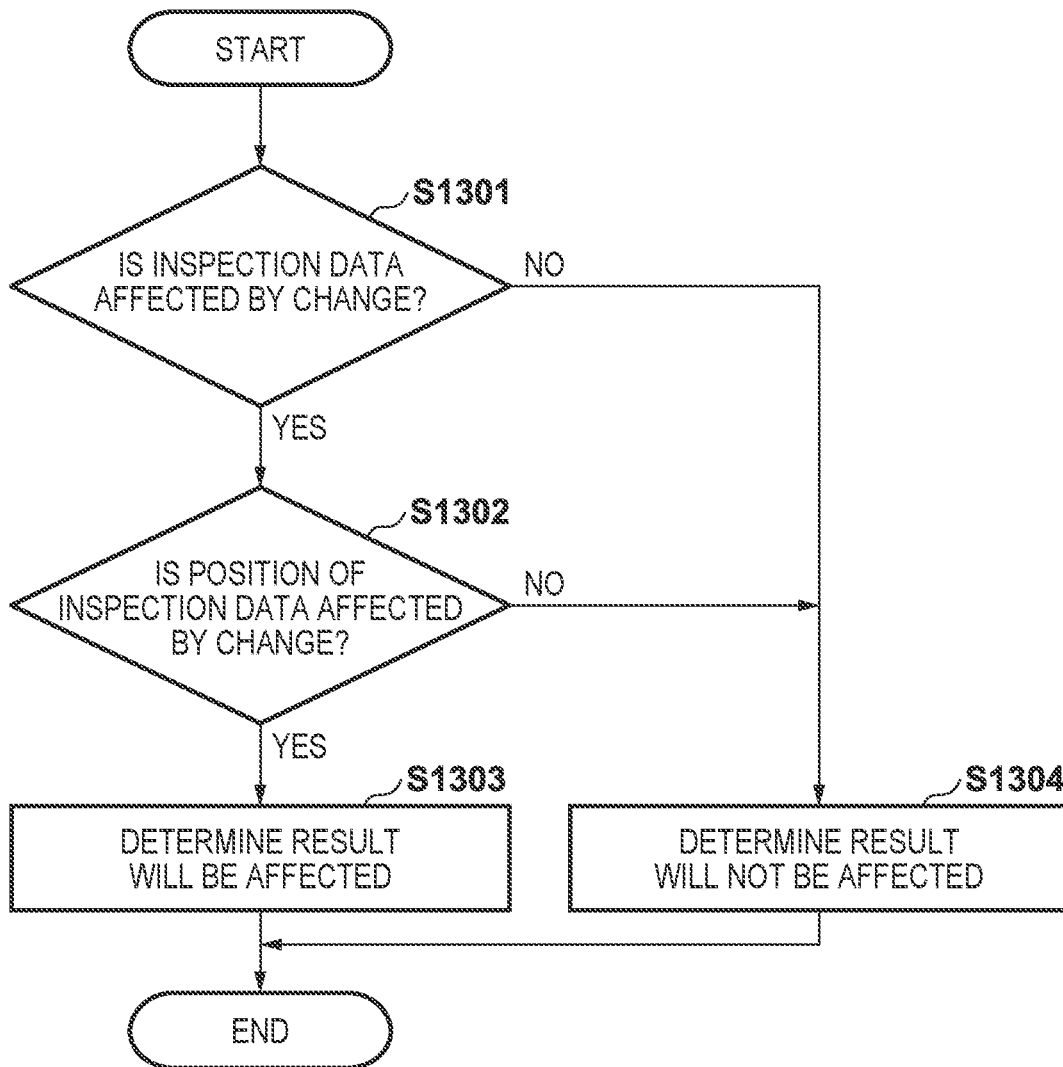 START
S1301
IS INSPECTION DATA
AFFECTED BY CHANGE?
NO
YES
S1302
IS POSITION OF
INSPECTION DATA AFFECTED
BY CHANGE?
NO
YES
S1303
DETERMINE RESULT
WILL BE AFFECTED
S1304
DETERMINE RESULT
WILL NOT BE AFFECTED
END